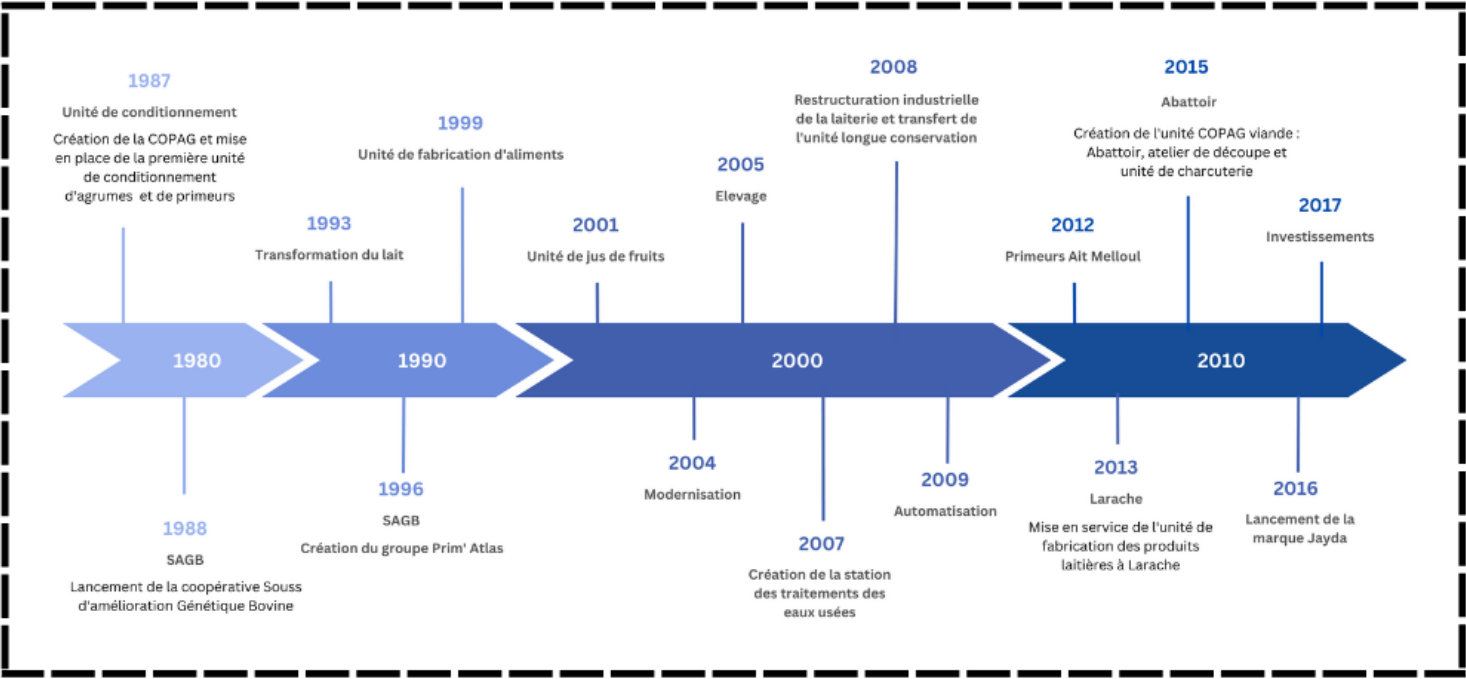 1987
Unité de conditionnement
Création de la COPAG et mise
en place de la première unité
de conditionnement
d'agrumes et de primeurs
1993
Transformation du lait
1999
Unité de fabrication d'aliments
2001
Unité de jus de fruits
2005
Elevage
2008
Restructuration industrielle
de la laiterie et transfert de
l'unité longue conservation
2012
Primeurs Ait Melloul
2015
Abattoir
Création de l'unité COPAG viande :
Abattoir, atelier de découpe et
unité de charcuterie
2017
Investissements
1980
1990
2000
2010
1988
SAGB
Lancement de la coopérative Souss
d'amélioration Génétique Bovine
1996
SAGB
Création du groupe Prim' Atlas
2004
Modernisation
2007
Création de la station
des traitements des
eaux usées
2009
Automatisation
2013
Larache
Mise en service de l'unité de
fabrication des produits
laitières à Larache
2016
Lancement de la
marque Jayda